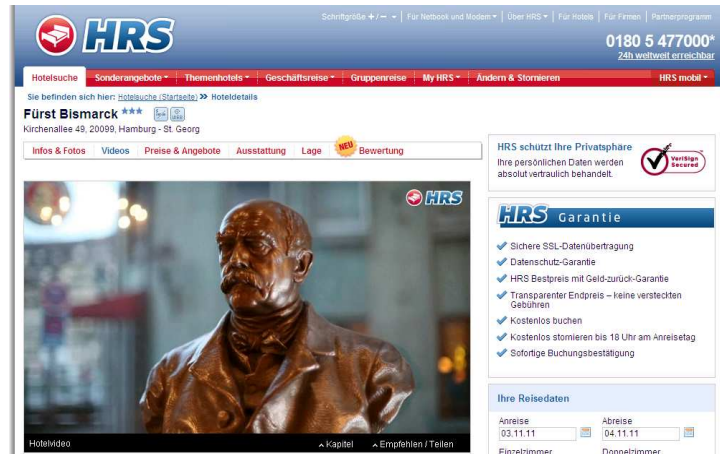 Schriftgröße + / − Für Netbook und Modem Über HRS Für Hotels Für Firmen Partnerprogramm
HRS
0180 5 477000*
24h weltweit erreichbar
Hotelsuche Sonderangebote Themenhotels Geschäftsreise Gruppenreise My HRS Ändern & Stornieren HRS mobil
Sie befinden sich hier: Hotelsuche (Startseite) >> Hoteldetails
Fürst Bismarck ***
Kirchenallee 49, 20099, Hamburg - St. Georg
Infos & Fotos Videos Preise & Angebote Ausstattung Lage NEU Bewertung
HRS schützt Ihre Privatsphäre
Ihre persönlichen Daten werden
absolut vertraulich behandelt.
VeriSign
Secured
HRS
HRS Garantie
Sichere SSL-Datenübertragung
Datenschutz-Garantie
HRS Bestpreis mit Geld-zurück-Garantie
Transparenter Endpreis – keine versteckten
Gebühren
Kostenlos buchen
Kostenlos stornieren bis 18 Uhr am Anreisetag
Sofortige Buchungsbestätigung
Ihre Reisedaten
Anreise Abreise
03.11.11 04.11.11
Einzelzimmer Doppelzimmer
Hotelvideo Kapitel Empfehlen / Teilen